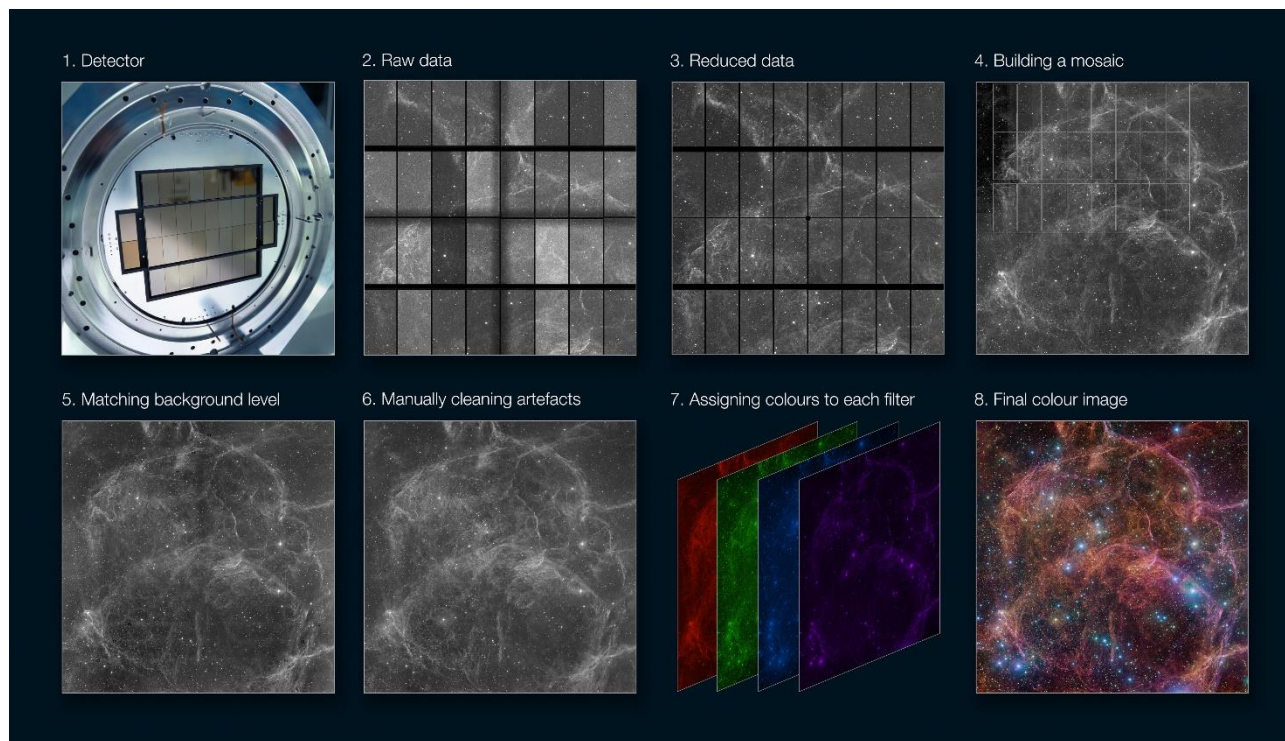 1. Detector
2. Raw data
3. Reduced data
4. Building a mosaic
5. Matching background level
6. Manually cleaning artefacts
7. Assigning colours to each filter
8. Final colour image